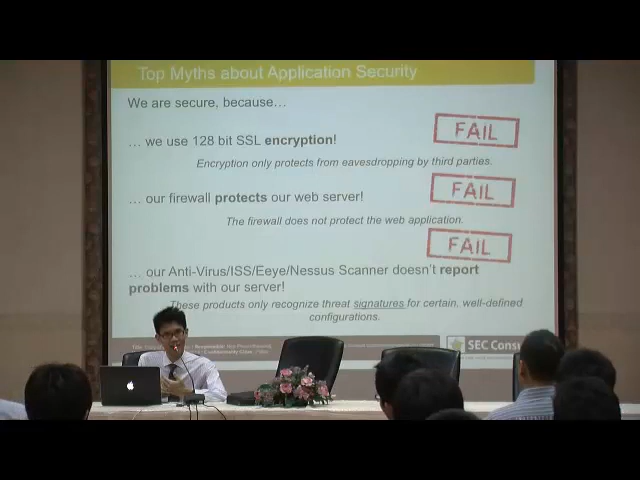 Top Myths about Application Security
We are secure, because…
… we use 128 bit SSL encryption!
FAIL
Encryption only protects from eavesdropping by third parties.
… our firewall protects our web server!
FAIL
The firewall does not protect the web application.
FAIL
… our Anti-Virus/ISS/Eeye/Nessus Scanner doesn't report
problems with our server!
These products only recognize threat signatures for certain, well-defined
configurations.
SEC Consu